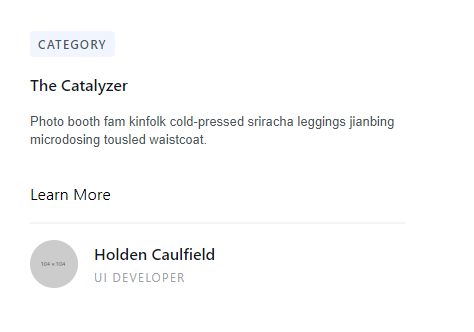 CATEGORY
The Catalyzer
Photo booth fam kinfolk cold-pressed sriracha leggings jianbing
microdosing tousled waistcoat.
Learn More
104 x 104
Holden Caulfield
UI DEVELOPER